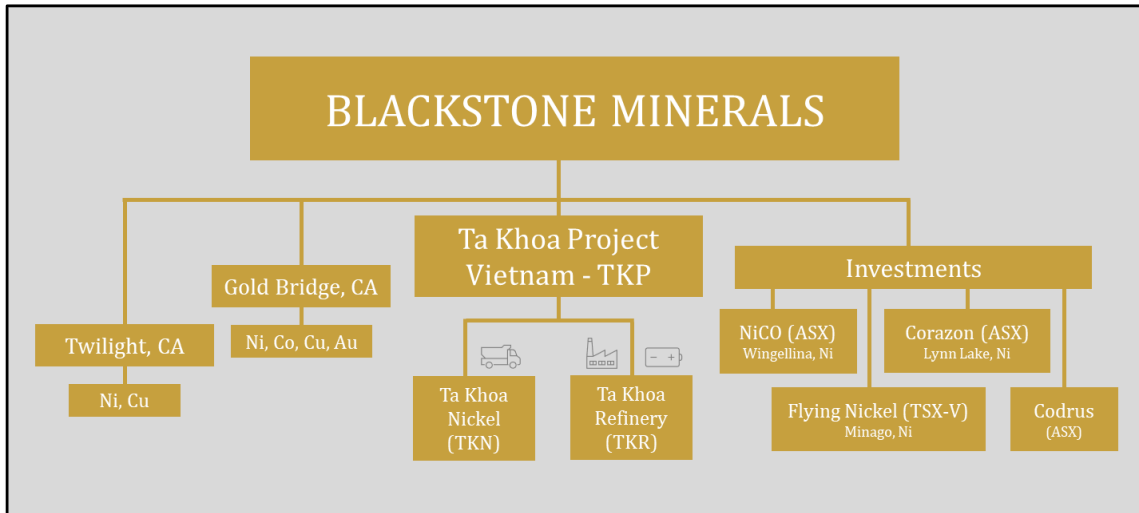 BLACKSTONE MINERALS
Ta Khoa Project
Vietnam - TKP
Investments
Gold Bridge, CA
Twilight, CA
Ni, Co, Cu, Au
Ni, Cu
Ta Khoa
Nickel
(TKN)
Ta Khoa
Refinery
(TKR)
NiCO (ASX)
Wingellina, Ni
Corazon (ASX)
Lynn Lake, Ni
Flying Nickel (TSX-V)
Minago, Ni
Codrus
(ASX)